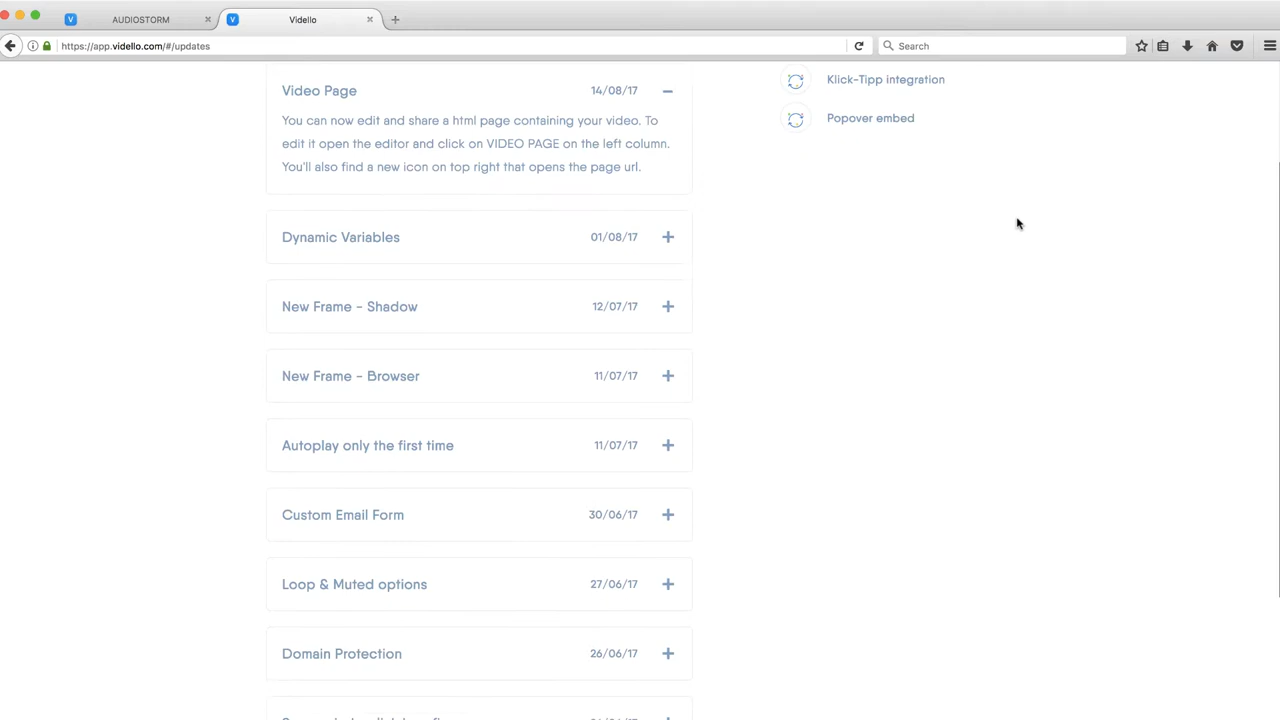 AUDIOSTORM
Vidello
https://app.vidello.com/#/updates
Search
Video Page 14/08/17
You can now edit and share a html page containing your video. To
edit it open the editor and click on VIDEO PAGE on the left column.
You'll also find a new icon on top right that opens the page url.
Dynamic Variables 01/08/17
New Frame - Shadow 12/07/17
New Frame - Browser 11/07/17
Autoplay only the first time 11/07/17
Custom Email Form 30/06/17
Loop & Muted options 27/06/17
Domain Protection 26/06/17
Klick-Tipp integration
Popover embed